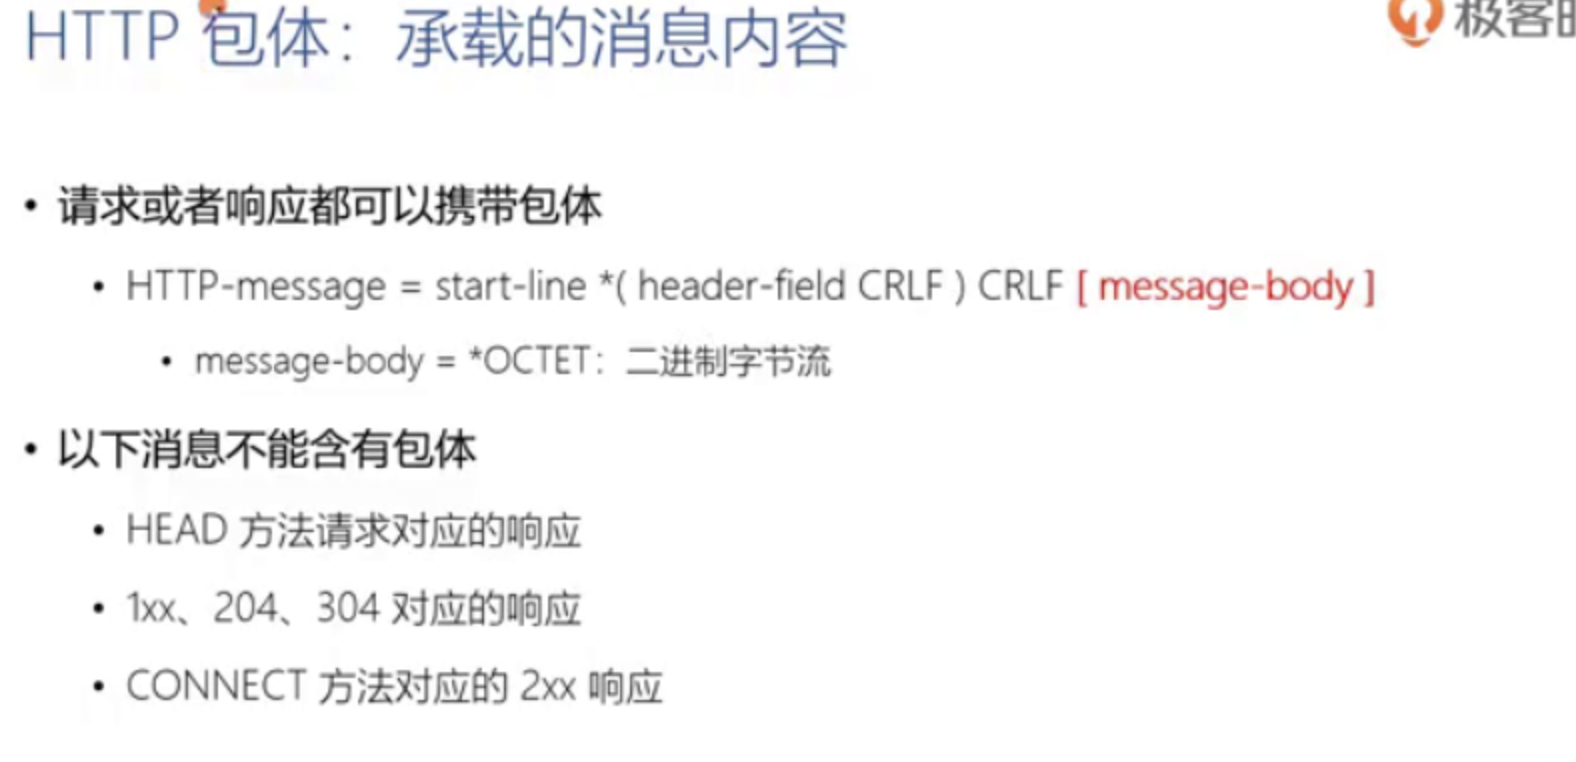 HTTP 包体：承载的消息内容
极客
• 请求或者响应都可以携带包体
• HTTP-message = start-line *( header-field CRLF ) CRLF [ message-body ]
• message-body = *OCTET：二进制字节流
• 以下消息不能含有包体
• HEAD 方法请求对应的响应
• 1xx、204、304 对应的响应
• CONNECT 方法对应的 2xx 响应